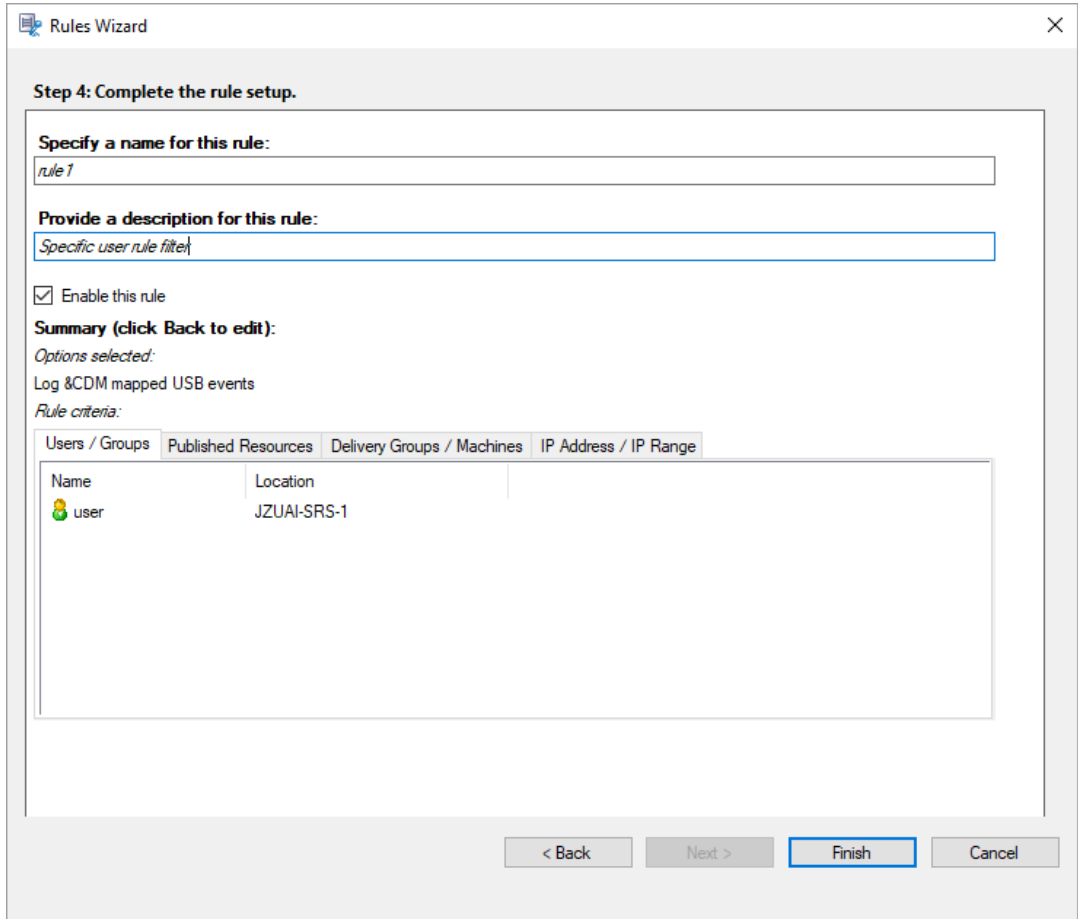 Rules Wizard
Step 4: Complete the rule setup.
Specify a name for this rule:
rule1
Provide a description for this rule:
Specific user rule filter
Enable this rule
Summary (click Back to edit):
Options selected:
Log &CDM mapped USB events
Rule criteria:
Users / Groups Published Resources Delivery Groups / Machines IP Address / IP Range
Name Location
user JZUAI-SRS-1
< Back Next > Finish Cancel